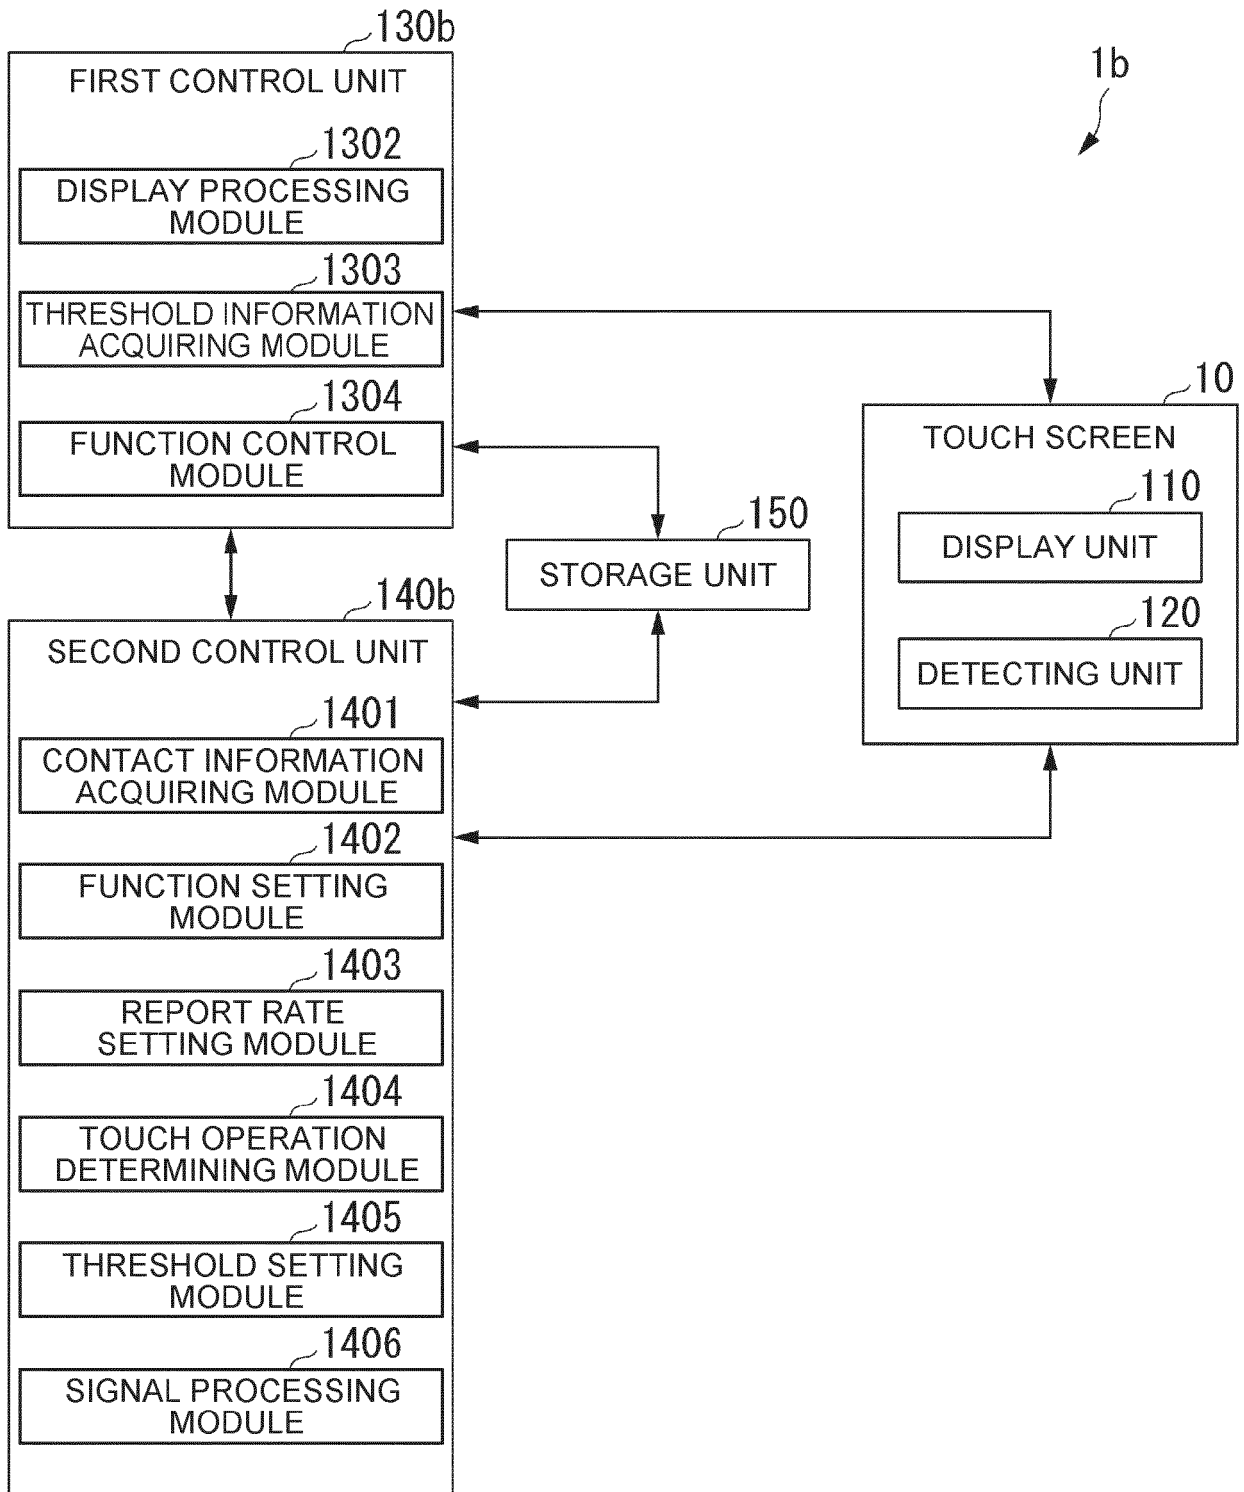 130b
FIRST CONTROL UNIT
1302
DISPLAY PROCESSING
MODULE
1303
THRESHOLD INFORMATION
ACQUIRING MODULE
1304
FUNCTION CONTROL
MODULE
1b
10
TOUCH SCREEN
110
DISPLAY UNIT
120
DETECTING UNIT
150
STORAGE UNIT
140b
SECOND CONTROL UNIT
1401
CONTACT INFORMATION
ACQUIRING MODULE
1402
FUNCTION SETTING
MODULE
1403
REPORT RATE
SETTING MODULE
1404
TOUCH OPERATION
DETERMINING MODULE
1405
THRESHOLD SETTING
MODULE
1406
SIGNAL PROCESSING
MODULE